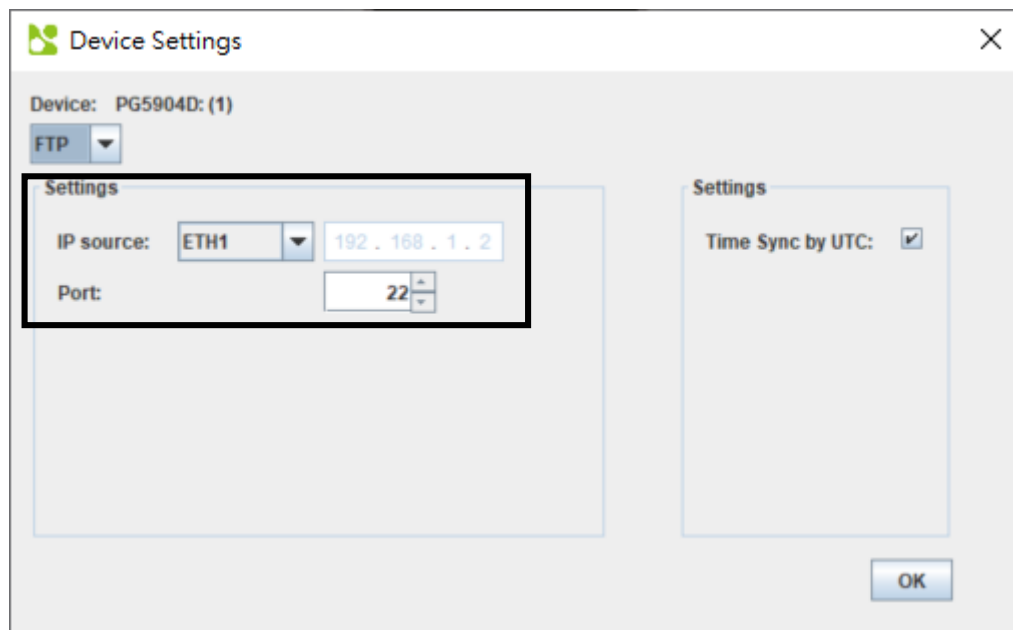 Device Settings
Device: PG5904D: (1)
FTP
Settings
IP source: ETH1 192 . 168 . 1 . 2
Port: 22
Settings
Time Sync by UTC:
OK